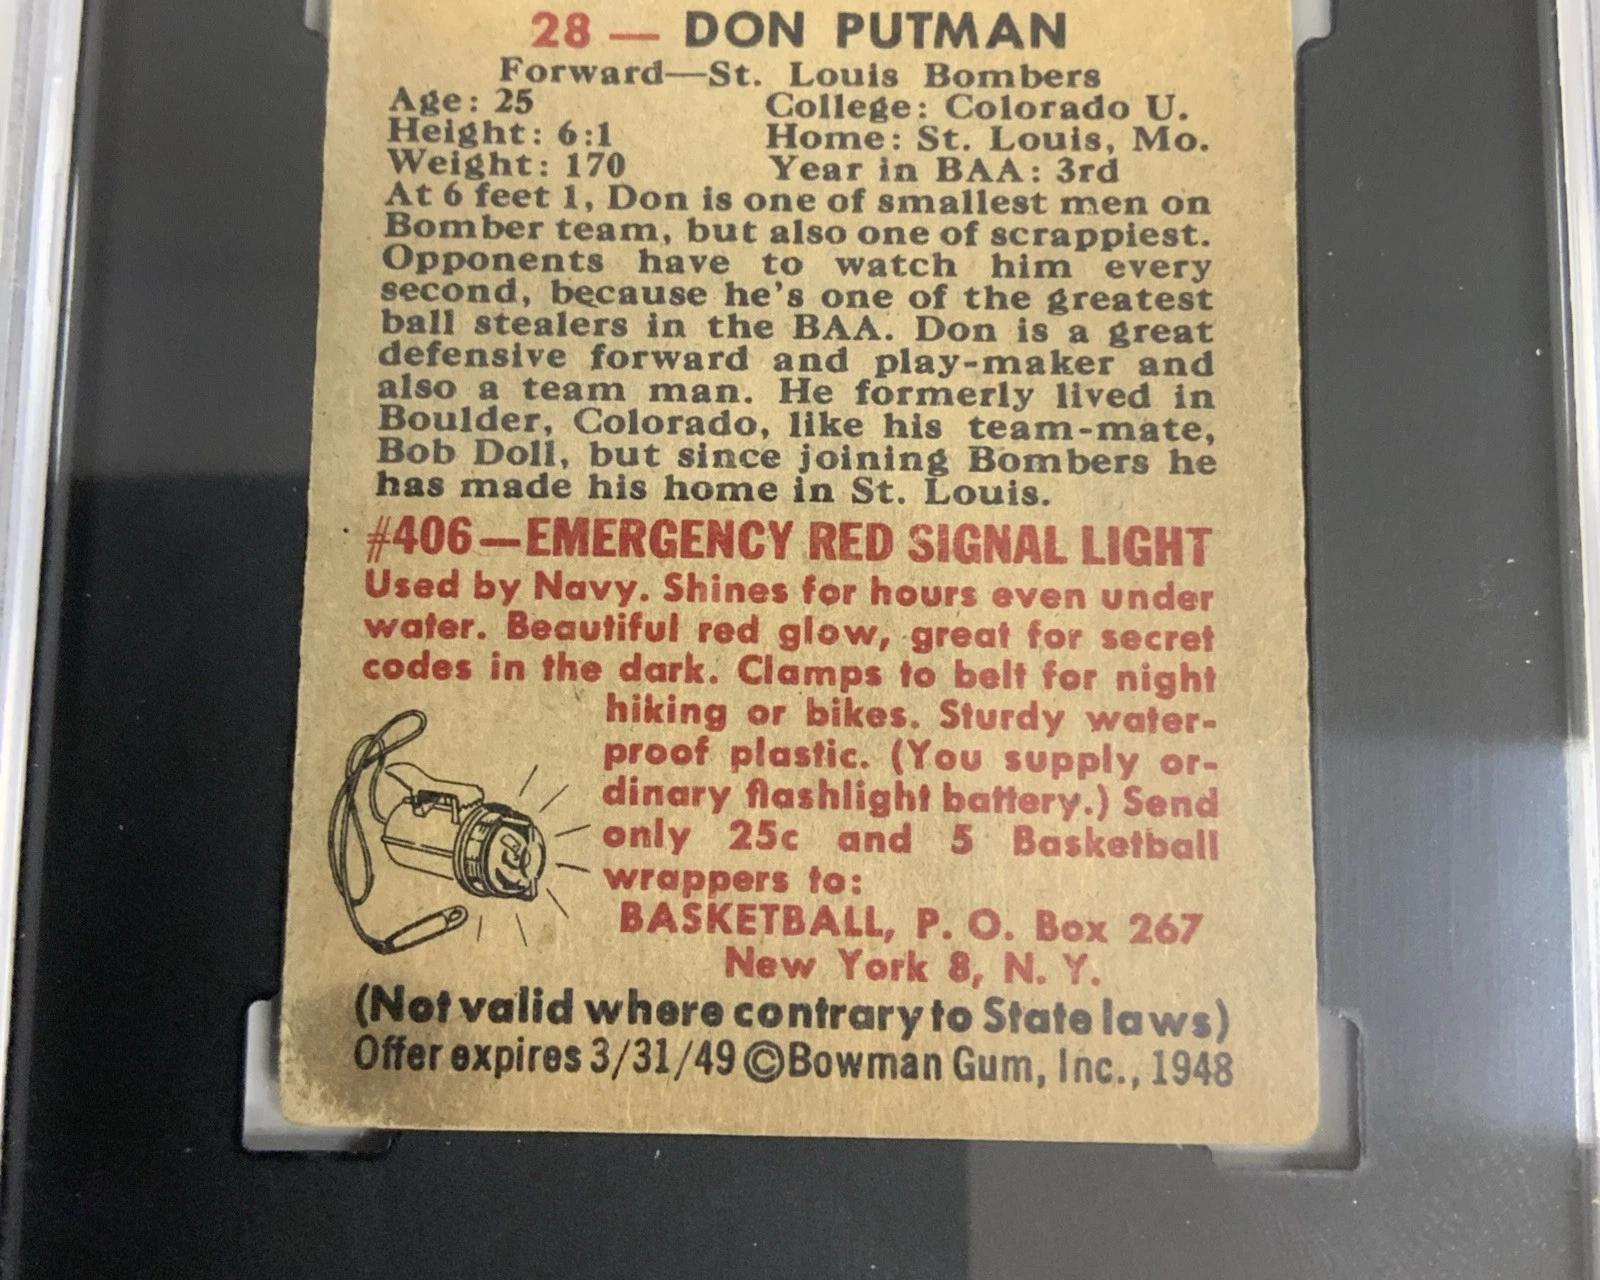 28 — DON PUTMAN
Forward—St. Louis Bombers
Age: 25 College: Colorado U.
Height: 6:1 Home: St. Louis, Mo.
Weight: 170 Year in BAA: 3rd
At 6 feet 1, Don is one of smallest men on
Bomber team, but also one of scrappiest.
Opponents have to watch him every
second, because he's one of the greatest
ball stealers in the BAA. Don is a great
defensive forward and play-maker and
also a team man. He formerly lived in
Boulder, Colorado, like his team-mate,
Bob Doll, but since joining Bombers he
has made his home in St. Louis.
#406—EMERGENCY RED SIGNAL LIGHT
Used by Navy. Shines for hours even under
water. Beautiful red glow, great for secret
codes in the dark. Clamps to belt for night
hiking or bikes. Sturdy water-
proof plastic. (You supply or-
dinary flashlight battery.) Send
only 25c and 5 Basketball
wrappers to:
BASKETBALL, P. O. Box 267
New York 8, N. Y.
(Not valid where contrary to State laws)
Offer expires 3/31/49 ©Bowman Gum, Inc., 1948